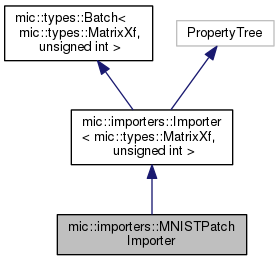 mic::types::Batch<
mic::types::MatrixXf,
unsigned int >
PropertyTree
mic::importers::Importer
< mic::types::MatrixXf,
unsigned int >
mic::importers::MNISTPatch
Importer